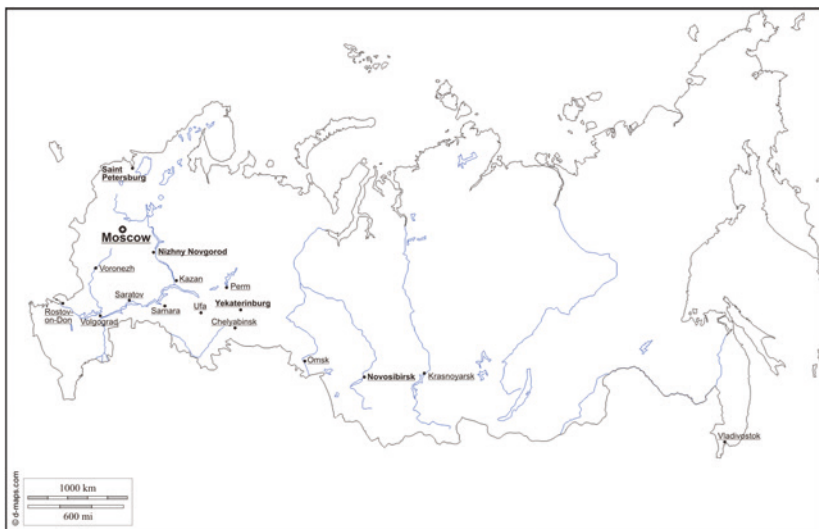 Saint
Petersburg
Moscow
Nizhny Novgorod
Voronezh
Kazan
Perm
Saratov
Samara
Ufa
Yekaterinburg
Rostov-
on-Don
Volgograd
Chelyabinsk
Omsk
Novosibirsk
Krasnoyarsk
Vladivostok
1000 km
600 mi
© d-maps.com